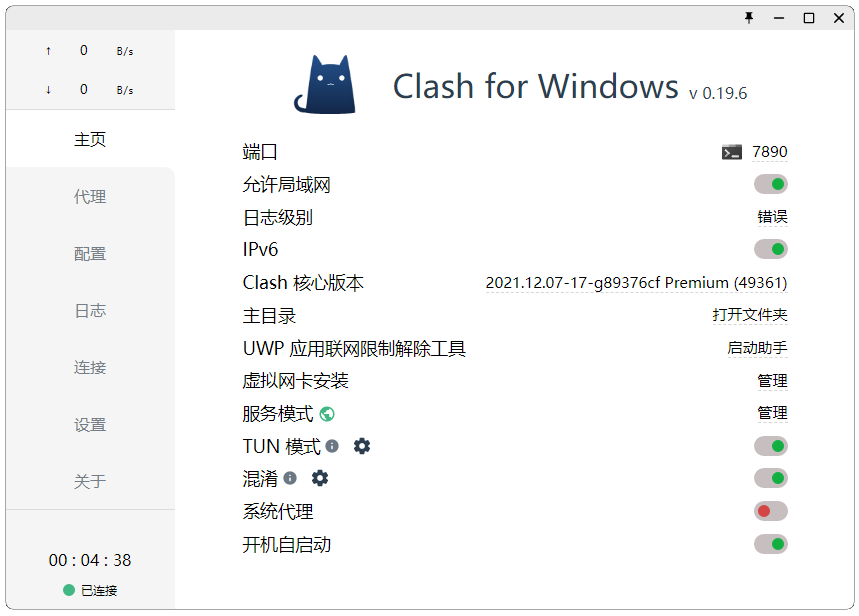 ↑ 0 B/s
↓ 0 B/s
主页
代理
配置
日志
连接
设置
关于
00 : 04 : 38
已连接
Clash for Windows v 0.19.6
端口 7890
允许局域网
日志级别 错误
IPv6
Clash 核心版本 2021.12.07-17-g89376cf Premium (49361)
主目录 打开文件夹
UWP 应用联网限制解除工具 启动助手
虚拟网卡安装 管理
服务模式 管理
TUN 模式
混淆
系统代理
开机自启动